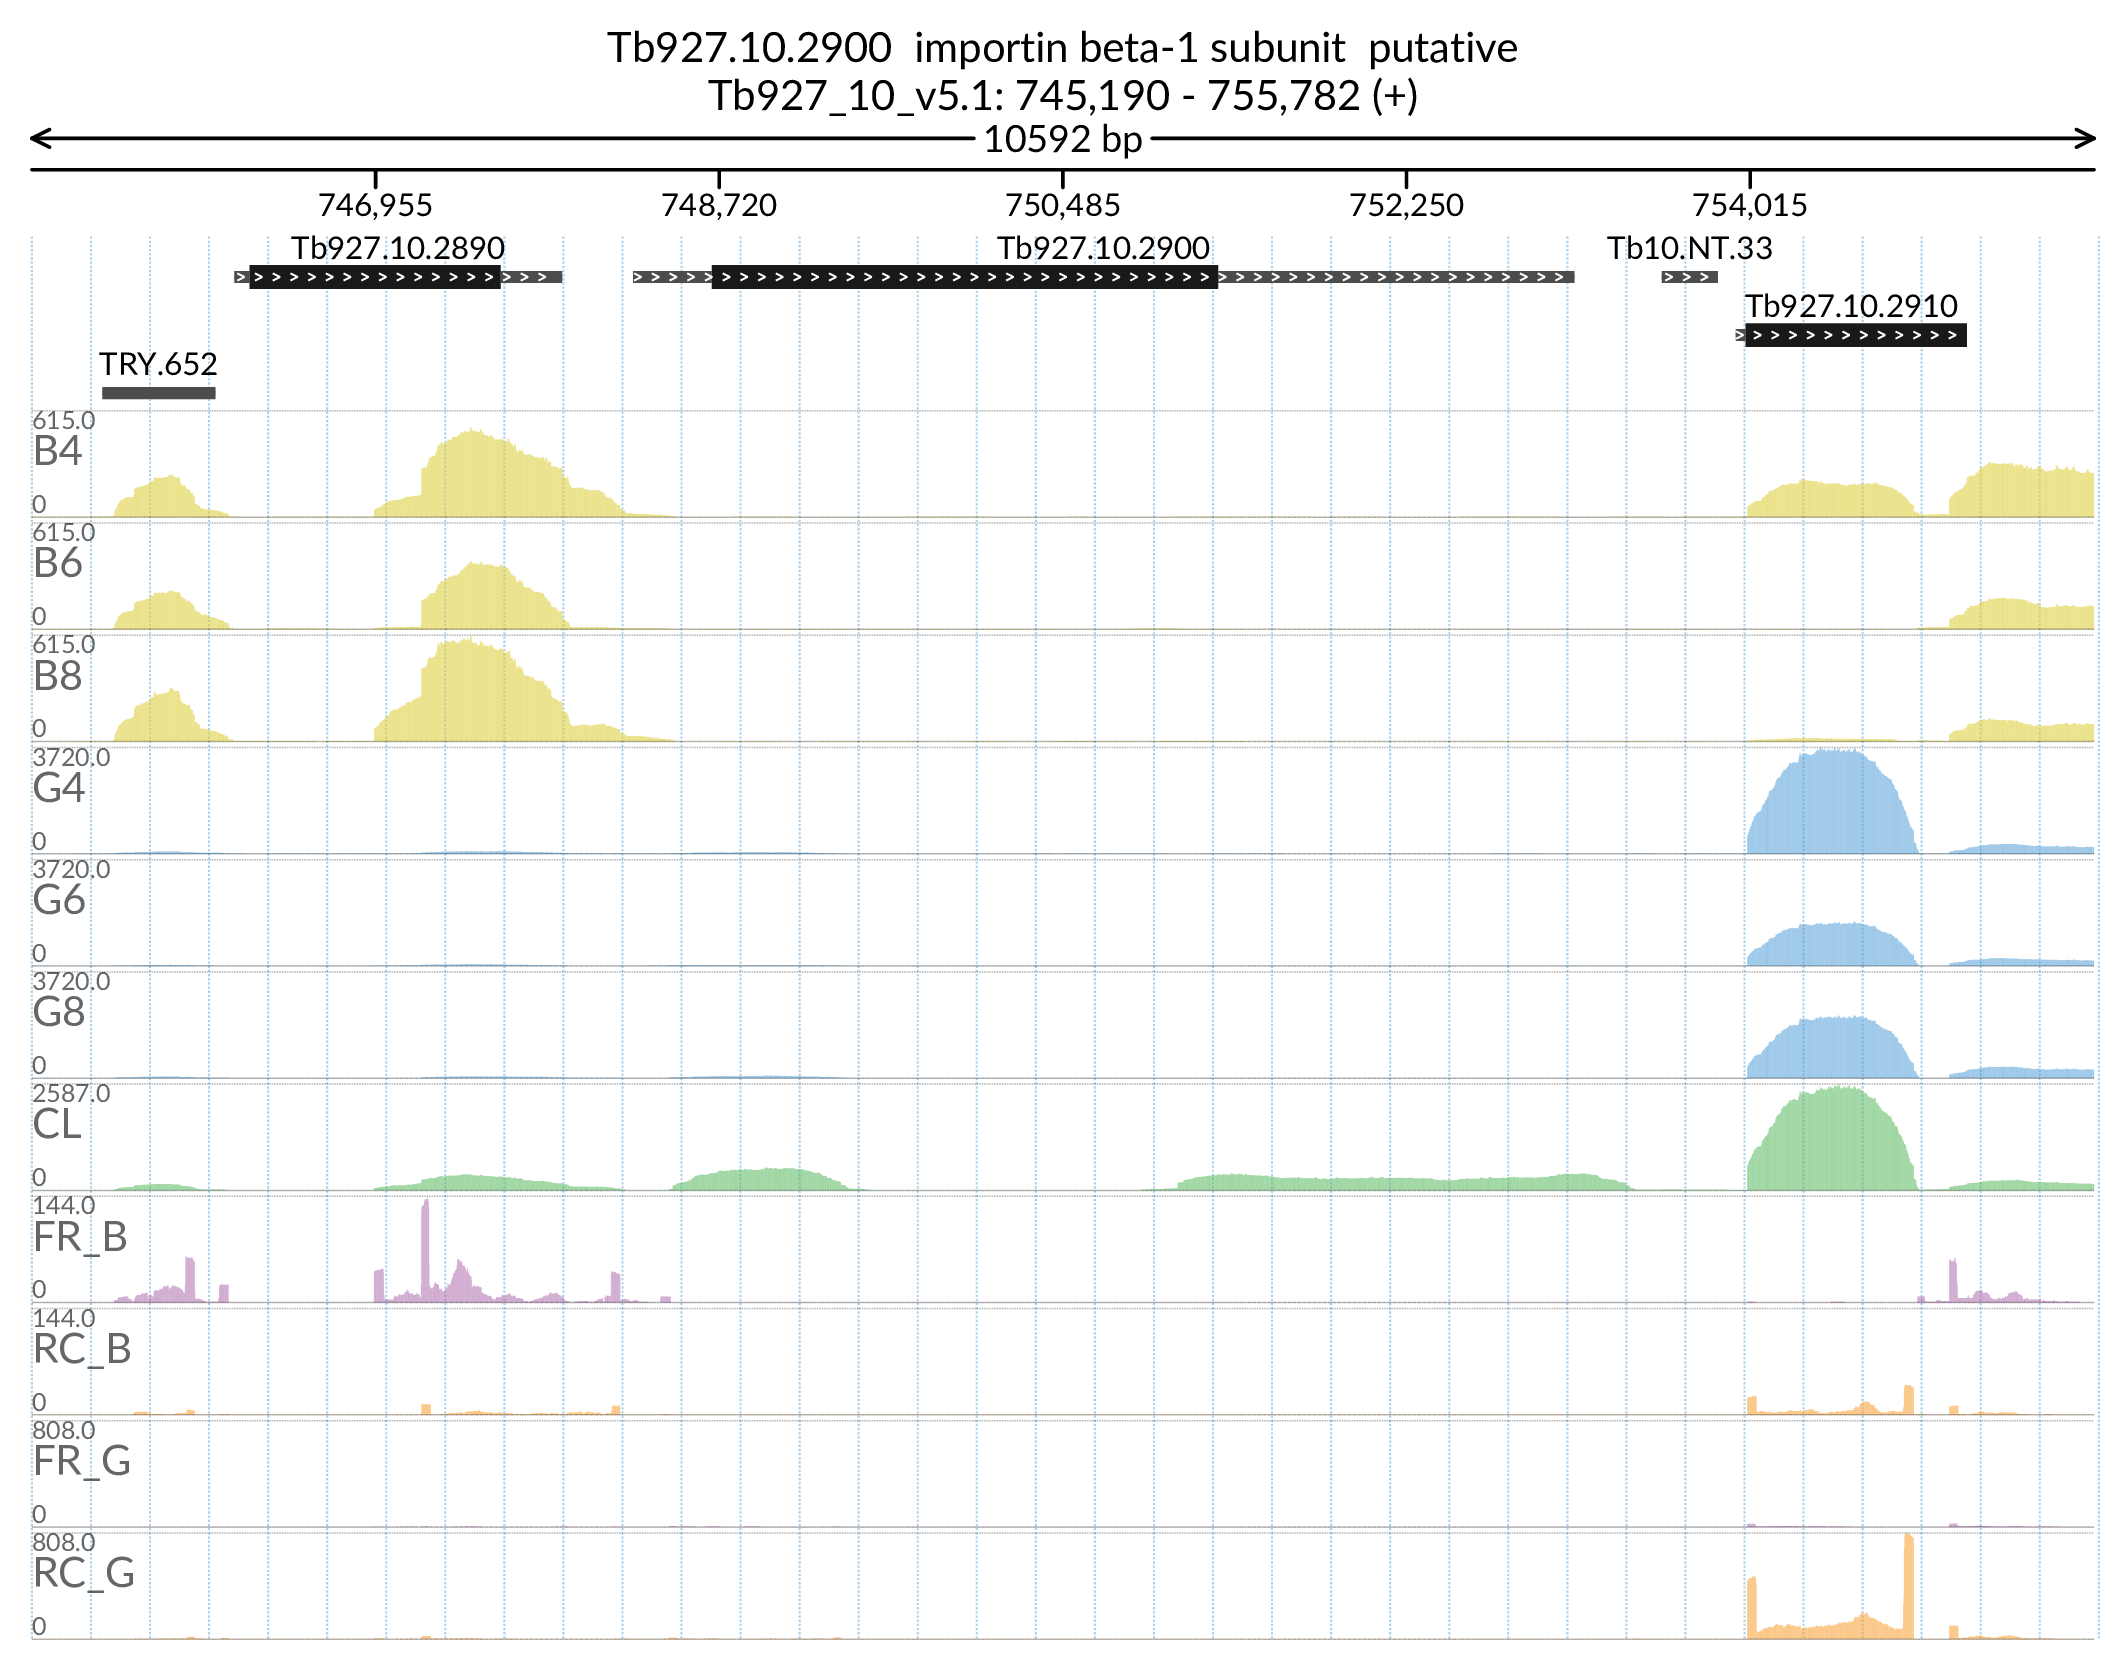 Tb927.10.2900  importin beta-1 subunit  putative
Tb927_10_v5.1: 745,190 - 755,782 (+)
10592 bp
746,955 748,720 750,485 752,250 754,015
Tb927.10.2890 Tb927.10.2900 Tb10.NT.33
Tb927.10.2910
TRY.652
615.0
B4
0
615.0
B6
0
615.0
B8
0
3720.0
G4
0
3720.0
G6
0
3720.0
G8
0
2587.0
CL
0
144.0
FR_B
0
144.0
RC_B
0
808.0
FR_G
0
808.0
RC_G
0